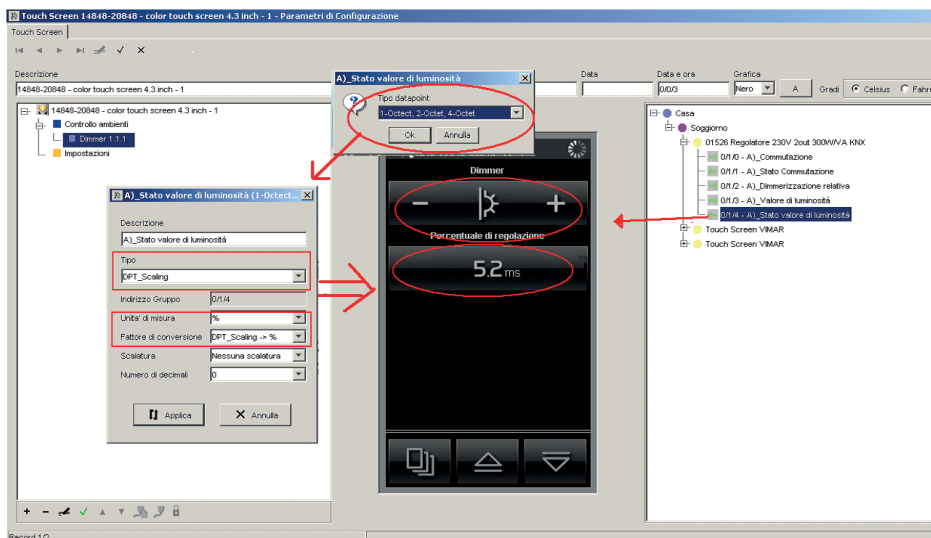 Touch Screen 14848-20848 - color touch screen 4.3 inch - 1 - Parametri di Configurazione
Touch Screen
Descrizione
Data
Data e ora
Grafica
14848-20848 - color touch screen 4.3 inch - 1
0/0/3
Nero
A
Gradi
Celsius
Fahre
14848-20848 - color touch screen 4.3 inch - 1
Controllo ambienti
Dimmer 1.1.1
Impostazioni
A)_Stato valore di luminosità
Tipo datapoint
1-Octect, 2-Octet, 4-Octet
Ok
Annulla
A)_Stato valore di luminosità (1-Octect...
Descrizione
A)_Stato valore di luminosità
Tipo
DPT_Scaling
Indirizzo Gruppo
0/1/4
Unita' di misura
%
Fattore di conversione
DPT_Scaling -> %
Scalatura
Nessuna scalatura
Numero di decimali
0
Applica
Annulla
Dimmer
Percentuale di regolazione
5.2 ms
Casa
Soggiorno
01526 Regolatore 230V 2out 300W/VA KNX
0/1/0 - A)_Commutazione
0/1/1 - A)_Stato Commutazione
0/1/2 - A)_Dimmerizzazione relativa
0/1/3 - A)_Valore di luminosità
0/1/4 - A)_Stato valore di luminosità
Touch Screen VIMAR
Touch Screen VIMAR
Record 1/2